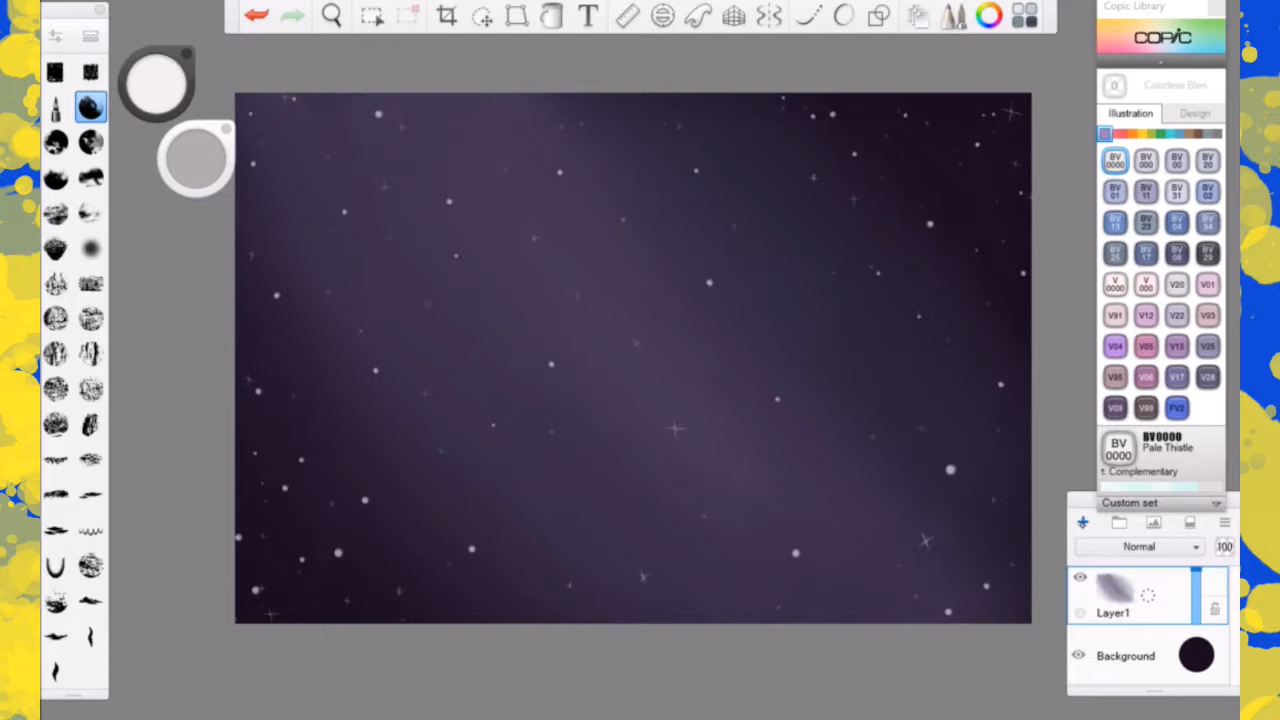 Copic Library
COPIC
0
Colorless Blen
Illustration
Design
BV
0000
BV
000
BV
00
BV
20
BV
01
BV
11
BV
31
BV
02
BV
13
BV
23
BV
04
BV
34
BV
25
BV
17
BV
08
BV
29
V
0000
V
000
V20
V01
V91
V12
V22
V93
V04
V05
V15
V25
V95
V06
V17
V28
V09
V99
FV2
BV
0000
BV0000
Pale Thistle
t. Complementary
Custom set
Normal
100
Layer1
Background
T